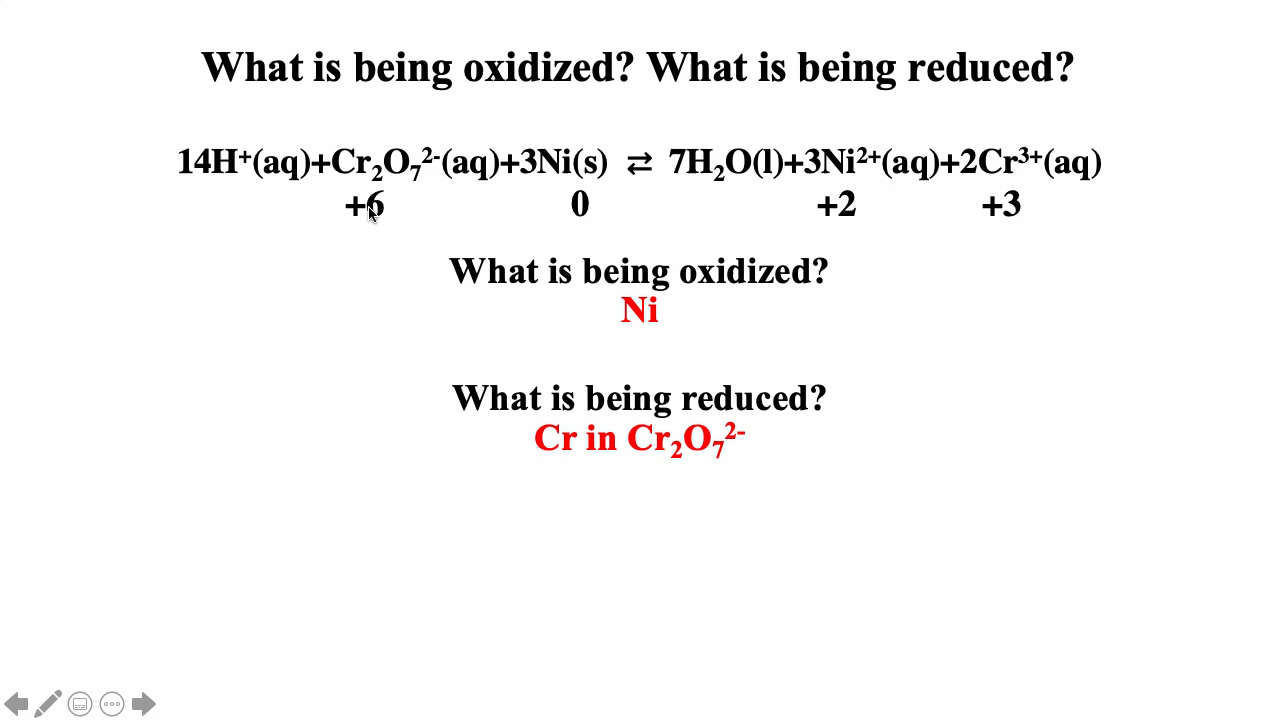 What is being oxidized? What is being reduced?
14H⁺(aq)+Cr₂O₇²⁻(aq)+3Ni(s) ⇄ 7H₂O(l)+3Ni²⁺(aq)+2Cr³⁺(aq)
+6 0 +2 +3
What is being oxidized?
Ni
What is being reduced?
Cr in Cr₂O₇²⁻